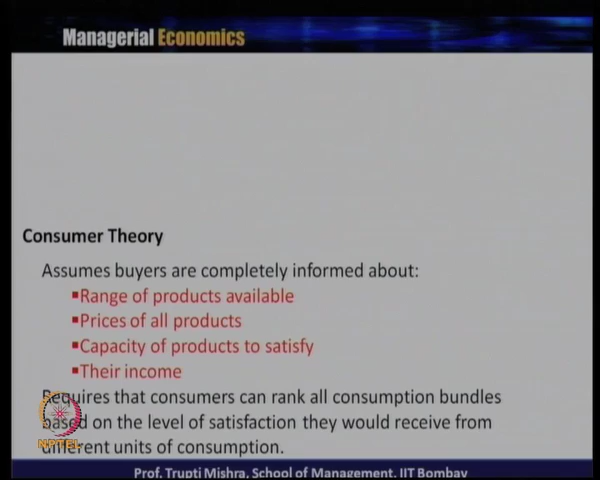 Managerial Economics
Consumer Theory
Assumes buyers are completely informed about:
▪Range of products available
▪Prices of all products
▪Capacity of products to satisfy
▪Their income
Requires that consumers can rank all consumption bundles
based on the level of satisfaction they would receive from
different units of consumption.
NPTEL
Prof. Trupti Mishra, School of Management, IIT Bombay